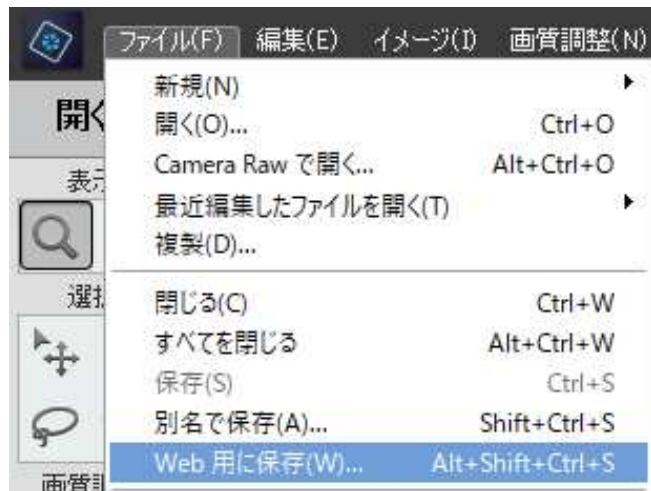 ファイル(F) 編集(E) イメージ(I) 画質調整(N)
開く
新規(N)
開く(O)... Ctrl+O
Camera Raw で開く... Alt+Ctrl+O
最近編集したファイルを開く(T)
複製(D)...
表示
選択
閉じる(C) Ctrl+W
すべてを閉じる Alt+Ctrl+W
保存(S) Ctrl+S
別名で保存(A)... Shift+Ctrl+S
Web 用に保存(W)... Alt+Shift+Ctrl+S
画質